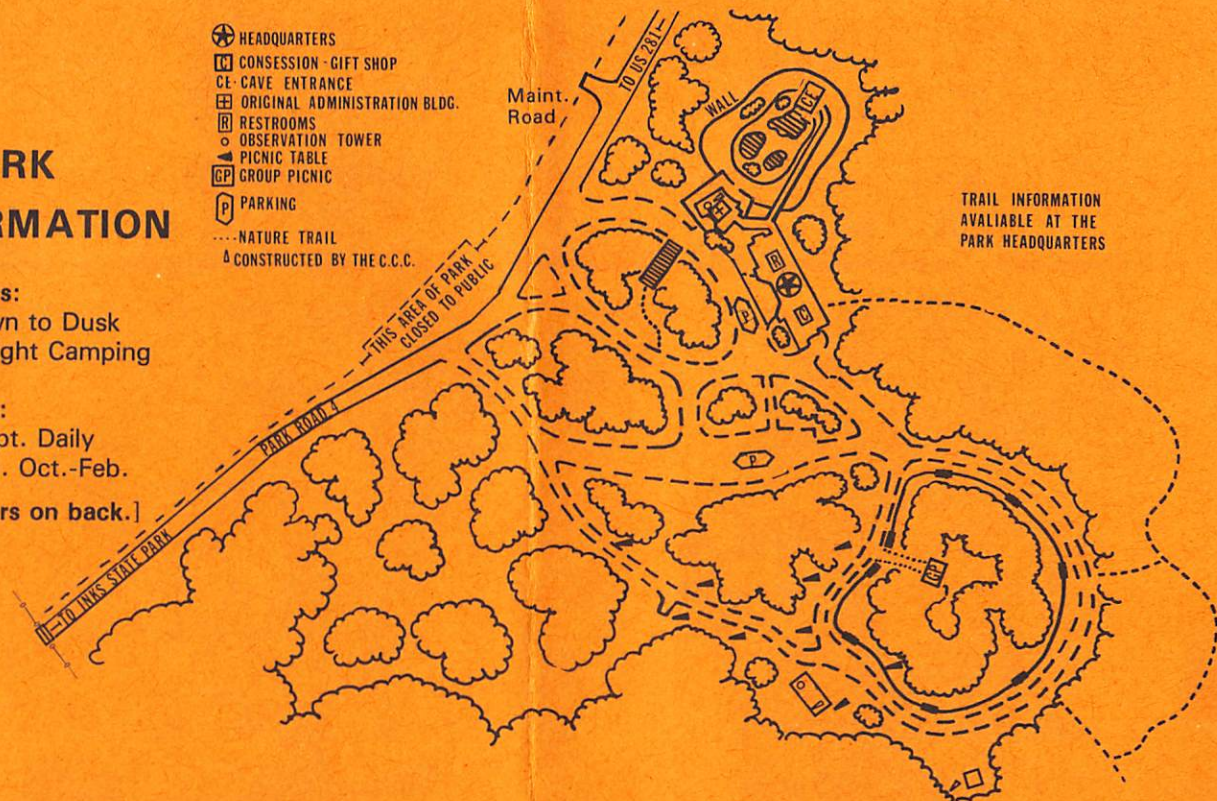 HEADQUARTERS
C CONSESSION - GIFT SHOP
CE- CAVE ENTRANCE
ORIGINAL ADMINISTRATION BLDG.
R RESTROOMS
OBSERVATION TOWER
PICNIC TABLE
GP GROUP PICNIC
P PARKING
....NATURE TRAIL
Δ CONSTRUCTED BY THE C.C.C.
RK
RMATION
s:
vn to Dusk
ght Camping
:
pt. Daily
. Oct.-Feb.
rs on back.]
Maint.
Road
TO US 281
WALL
CE
TRAIL INFORMATION
AVALIABLE AT THE
PARK HEADQUARTERS
THIS AREA OF PARK
CLOSED TO PUBLIC
R
C
P
PARK ROAD 4
P
GP
TO INKS STATE PARK